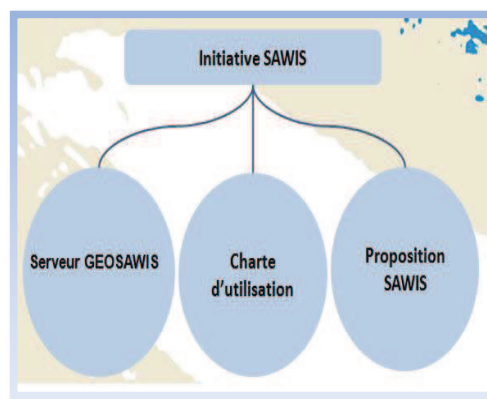 Initiative SAWIS
Serveur GEOSAWIS
Charte
d'utilisation
Proposition
SAWIS